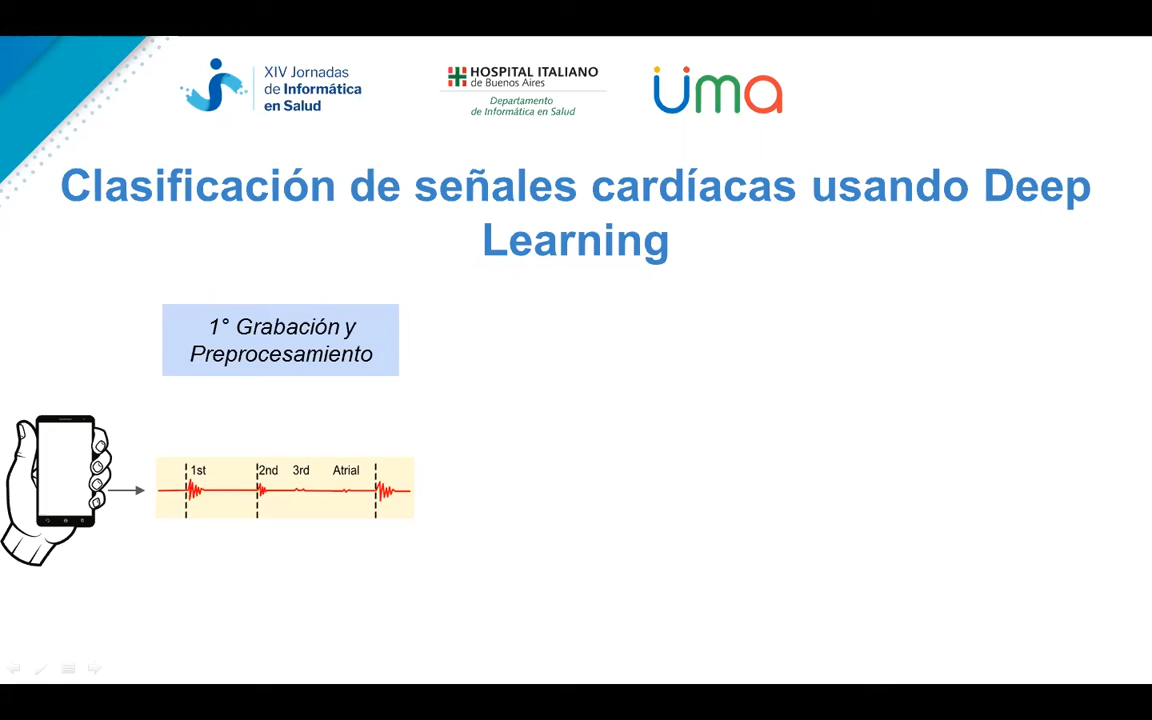 XIV Jornadas
de Informática
en Salud
HOSPITAL ITALIANO
de Buenos Aires
Departamento
de Informática en Salud
üma
Clasificación de señales cardíacas usando Deep
Learning
1° Grabación y
Preprocesamiento
1st 2nd 3rd Atrial